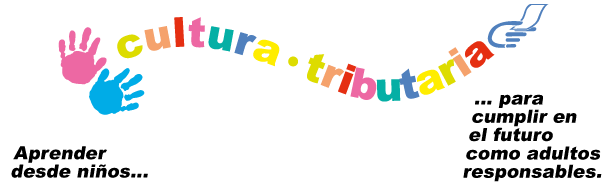 cultura • tributaria
Aprender
desde niños...
... para
cumplir en
el futuro
como adultos
responsables.